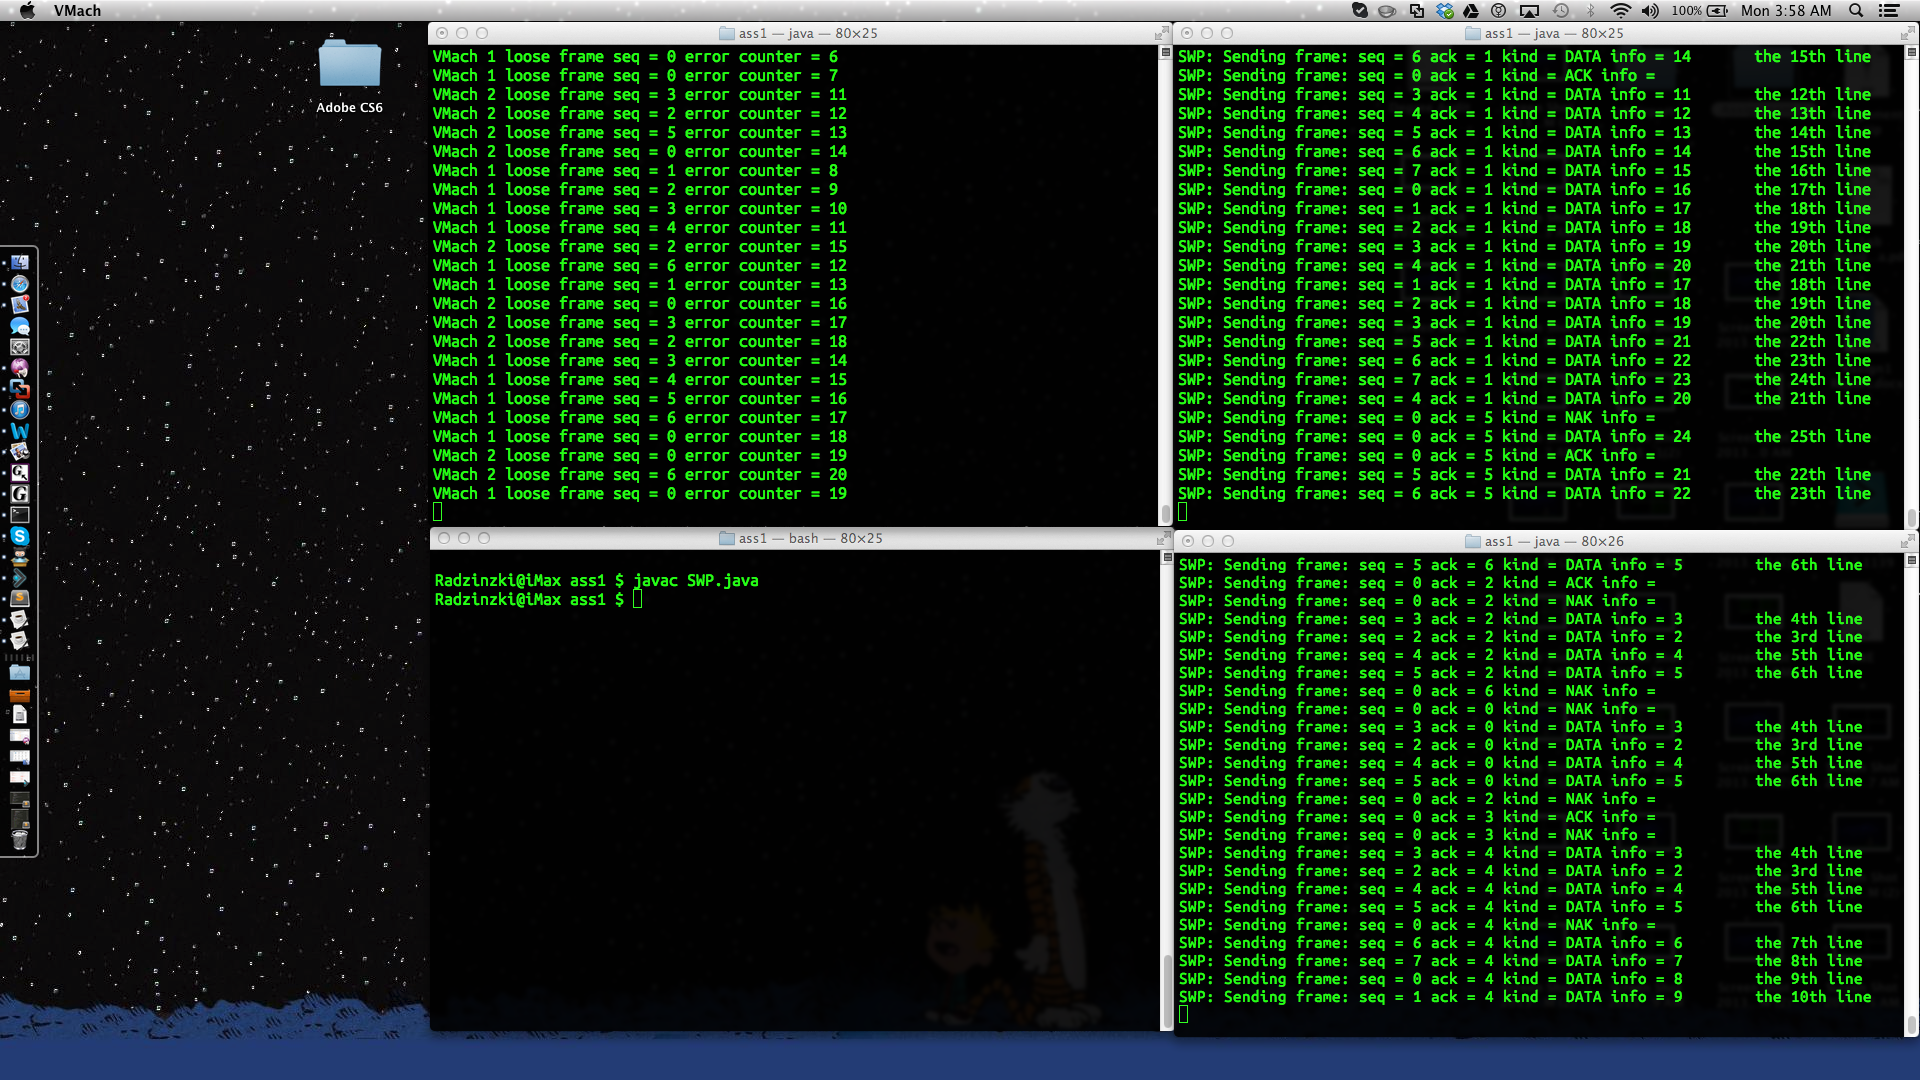 VMach
100%
Mon 3:58 AM
Adobe CS6
ass1 — java — 80×25
VMach 1 loose frame seq = 0 error counter = 6
VMach 1 loose frame seq = 0 error counter = 7
VMach 2 loose frame seq = 3 error counter = 11
VMach 2 loose frame seq = 2 error counter = 12
VMach 2 loose frame seq = 5 error counter = 13
VMach 2 loose frame seq = 0 error counter = 14
VMach 1 loose frame seq = 1 error counter = 8
VMach 1 loose frame seq = 2 error counter = 9
VMach 1 loose frame seq = 3 error counter = 10
VMach 1 loose frame seq = 4 error counter = 11
VMach 2 loose frame seq = 2 error counter = 15
VMach 1 loose frame seq = 6 error counter = 12
VMach 1 loose frame seq = 1 error counter = 13
VMach 2 loose frame seq = 0 error counter = 16
VMach 2 loose frame seq = 3 error counter = 17
VMach 2 loose frame seq = 2 error counter = 18
VMach 1 loose frame seq = 3 error counter = 14
VMach 1 loose frame seq = 4 error counter = 15
VMach 1 loose frame seq = 5 error counter = 16
VMach 1 loose frame seq = 6 error counter = 17
VMach 1 loose frame seq = 0 error counter = 18
VMach 2 loose frame seq = 0 error counter = 19
VMach 2 loose frame seq = 6 error counter = 20
VMach 1 loose frame seq = 0 error counter = 19
ass1 — java — 80×25
SWP: Sending frame: seq = 6 ack = 1 kind = DATA info = 14 the 15th line
SWP: Sending frame: seq = 0 ack = 1 kind = ACK info =
SWP: Sending frame: seq = 3 ack = 1 kind = DATA info = 11 the 12th line
SWP: Sending frame: seq = 4 ack = 1 kind = DATA info = 12 the 13th line
SWP: Sending frame: seq = 5 ack = 1 kind = DATA info = 13 the 14th line
SWP: Sending frame: seq = 6 ack = 1 kind = DATA info = 14 the 15th line
SWP: Sending frame: seq = 7 ack = 1 kind = DATA info = 15 the 16th line
SWP: Sending frame: seq = 0 ack = 1 kind = DATA info = 16 the 17th line
SWP: Sending frame: seq = 1 ack = 1 kind = DATA info = 17 the 18th line
SWP: Sending frame: seq = 2 ack = 1 kind = DATA info = 18 the 19th line
SWP: Sending frame: seq = 3 ack = 1 kind = DATA info = 19 the 20th line
SWP: Sending frame: seq = 4 ack = 1 kind = DATA info = 20 the 21th line
SWP: Sending frame: seq = 1 ack = 1 kind = DATA info = 17 the 18th line
SWP: Sending frame: seq = 2 ack = 1 kind = DATA info = 18 the 19th line
SWP: Sending frame: seq = 3 ack = 1 kind = DATA info = 19 the 20th line
SWP: Sending frame: seq = 5 ack = 1 kind = DATA info = 21 the 22th line
SWP: Sending frame: seq = 6 ack = 1 kind = DATA info = 22 the 23th line
SWP: Sending frame: seq = 7 ack = 1 kind = DATA info = 23 the 24th line
SWP: Sending frame: seq = 4 ack = 1 kind = DATA info = 20 the 21th line
SWP: Sending frame: seq = 0 ack = 5 kind = NAK info =
SWP: Sending frame: seq = 0 ack = 5 kind = DATA info = 24 the 25th line
SWP: Sending frame: seq = 0 ack = 5 kind = ACK info =
SWP: Sending frame: seq = 5 ack = 5 kind = DATA info = 21 the 22th line
SWP: Sending frame: seq = 6 ack = 5 kind = DATA info = 22 the 23th line
ass1 — bash — 80×25
Radzinzki@iMax ass1 $ javac SWP.java
Radzinzki@iMax ass1 $
ass1 — java — 80×26
SWP: Sending frame: seq = 5 ack = 6 kind = DATA info = 5 the 6th line
SWP: Sending frame: seq = 0 ack = 2 kind = ACK info =
SWP: Sending frame: seq = 0 ack = 2 kind = NAK info =
SWP: Sending frame: seq = 3 ack = 2 kind = DATA info = 3 the 4th line
SWP: Sending frame: seq = 2 ack = 2 kind = DATA info = 2 the 3rd line
SWP: Sending frame: seq = 4 ack = 2 kind = DATA info = 4 the 5th line
SWP: Sending frame: seq = 5 ack = 2 kind = DATA info = 5 the 6th line
SWP: Sending frame: seq = 0 ack = 6 kind = NAK info =
SWP: Sending frame: seq = 0 ack = 0 kind = NAK info =
SWP: Sending frame: seq = 3 ack = 0 kind = DATA info = 3 the 4th line
SWP: Sending frame: seq = 2 ack = 0 kind = DATA info = 2 the 3rd line
SWP: Sending frame: seq = 4 ack = 0 kind = DATA info = 4 the 5th line
SWP: Sending frame: seq = 5 ack = 0 kind = DATA info = 5 the 6th line
SWP: Sending frame: seq = 0 ack = 2 kind = NAK info =
SWP: Sending frame: seq = 0 ack = 3 kind = ACK info =
SWP: Sending frame: seq = 0 ack = 3 kind = NAK info =
SWP: Sending frame: seq = 3 ack = 4 kind = DATA info = 3 the 4th line
SWP: Sending frame: seq = 2 ack = 4 kind = DATA info = 2 the 3rd line
SWP: Sending frame: seq = 4 ack = 4 kind = DATA info = 4 the 5th line
SWP: Sending frame: seq = 5 ack = 4 kind = DATA info = 5 the 6th line
SWP: Sending frame: seq = 0 ack = 4 kind = NAK info =
SWP: Sending frame: seq = 6 ack = 4 kind = DATA info = 6 the 7th line
SWP: Sending frame: seq = 7 ack = 4 kind = DATA info = 7 the 8th line
SWP: Sending frame: seq = 0 ack = 4 kind = DATA info = 8 the 9th line
SWP: Sending frame: seq = 1 ack = 4 kind = DATA info = 9 the 10th line